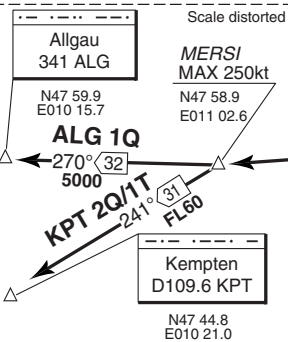 Scale distorted
Allgau
341 ALG
N47 59.9
E010 15.7
MERSI
MAX 250kt
N47 58.9
E011 02.6
ALG 1Q
270° 32
5000
KPT 2Q/1T
241° 31
FL60
Kempten
D109.6 KPT
N47 44.8
E010 21.0